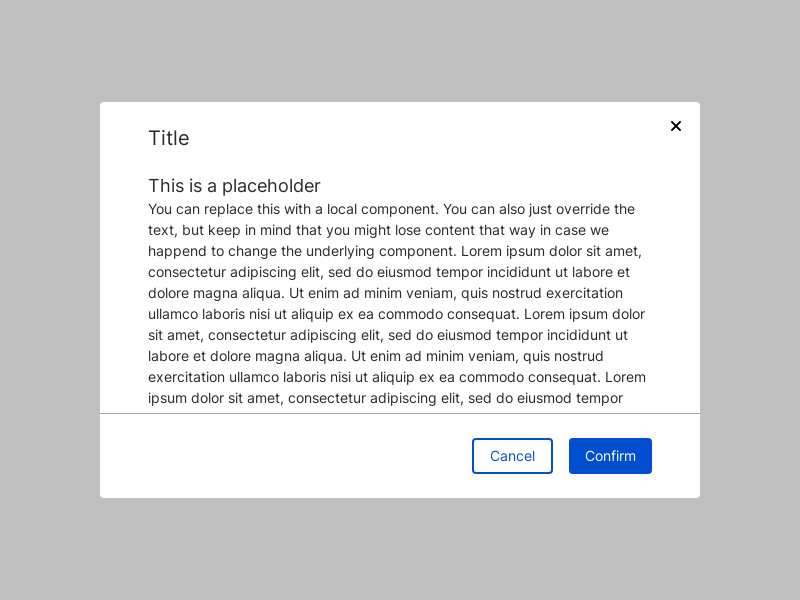 Title
This is a placeholder
You can replace this with a local component. You can also just override the
text, but keep in mind that you might lose content that way in case we
happend to change the underlying component. Lorem ipsum dolor sit amet,
consectetur adipiscing elit, sed do eiusmod tempor incididunt ut labore et
dolore magna aliqua. Ut enim ad minim veniam, quis nostrud exercitation
ullamco laboris nisi ut aliquip ex ea commodo consequat. Lorem ipsum dolor
sit amet, consectetur adipiscing elit, sed do eiusmod tempor incididunt ut
labore et dolore magna aliqua. Ut enim ad minim veniam, quis nostrud
exercitation ullamco laboris nisi ut aliquip ex ea commodo consequat. Lorem
ipsum dolor sit amet, consectetur adipiscing elit, sed do eiusmod tempor
Cancel
Confirm